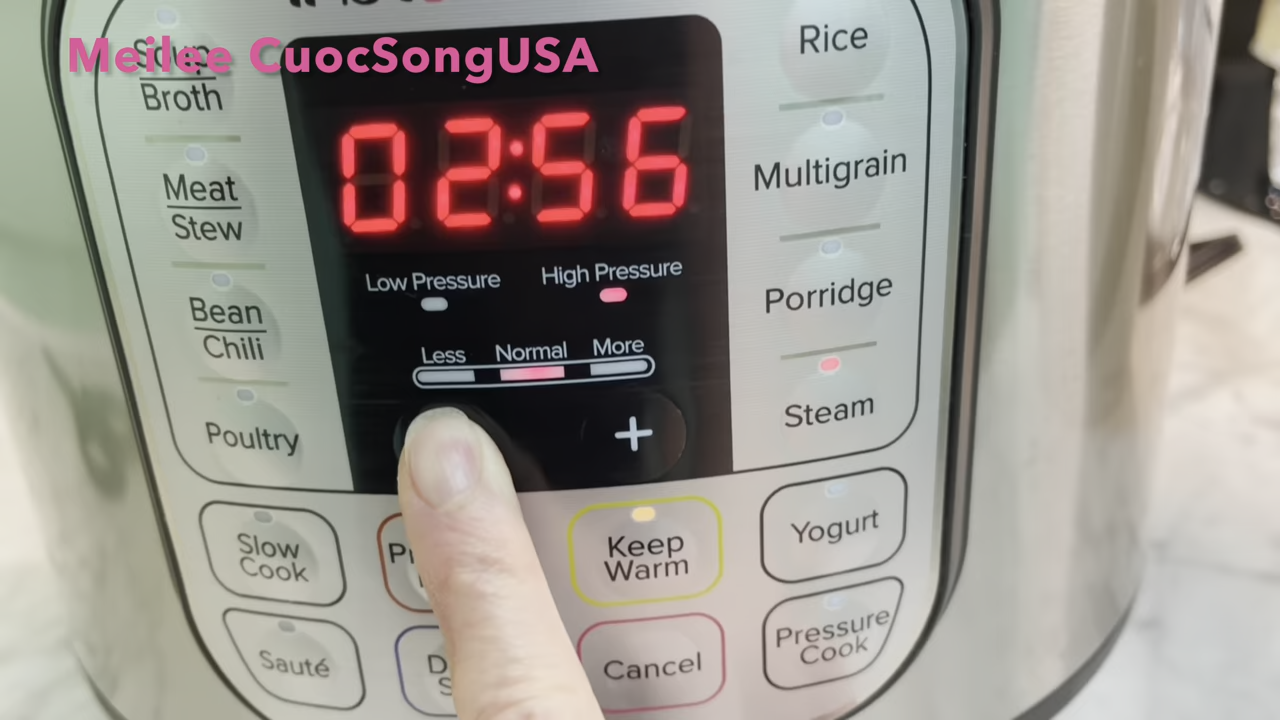 Meilee CuocSongUSA
Soup
Broth
Meat
Stew
Bean
Chili
Poultry
02:56
Low Pressure
High Pressure
Less
Normal
More
+
Rice
Multigrain
Porridge
Steam
Slow
Cook
Keep
Warm
Yogurt
Sauté
Cancel
Pressure
Cook